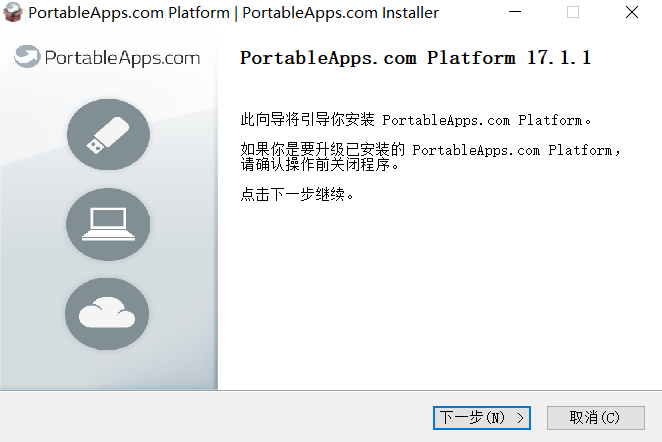 PortableApps.com Platform | PortableApps.com Installer
PortableApps.com
PortableApps.com Platform 17.1.1
此向导将引导你安装 PortableApps.com Platform。
如果你是要升级已安装的 PortableApps.com Platform，
请确认操作前关闭程序。
点击下一步继续。
下一步(N) >
取消(C)